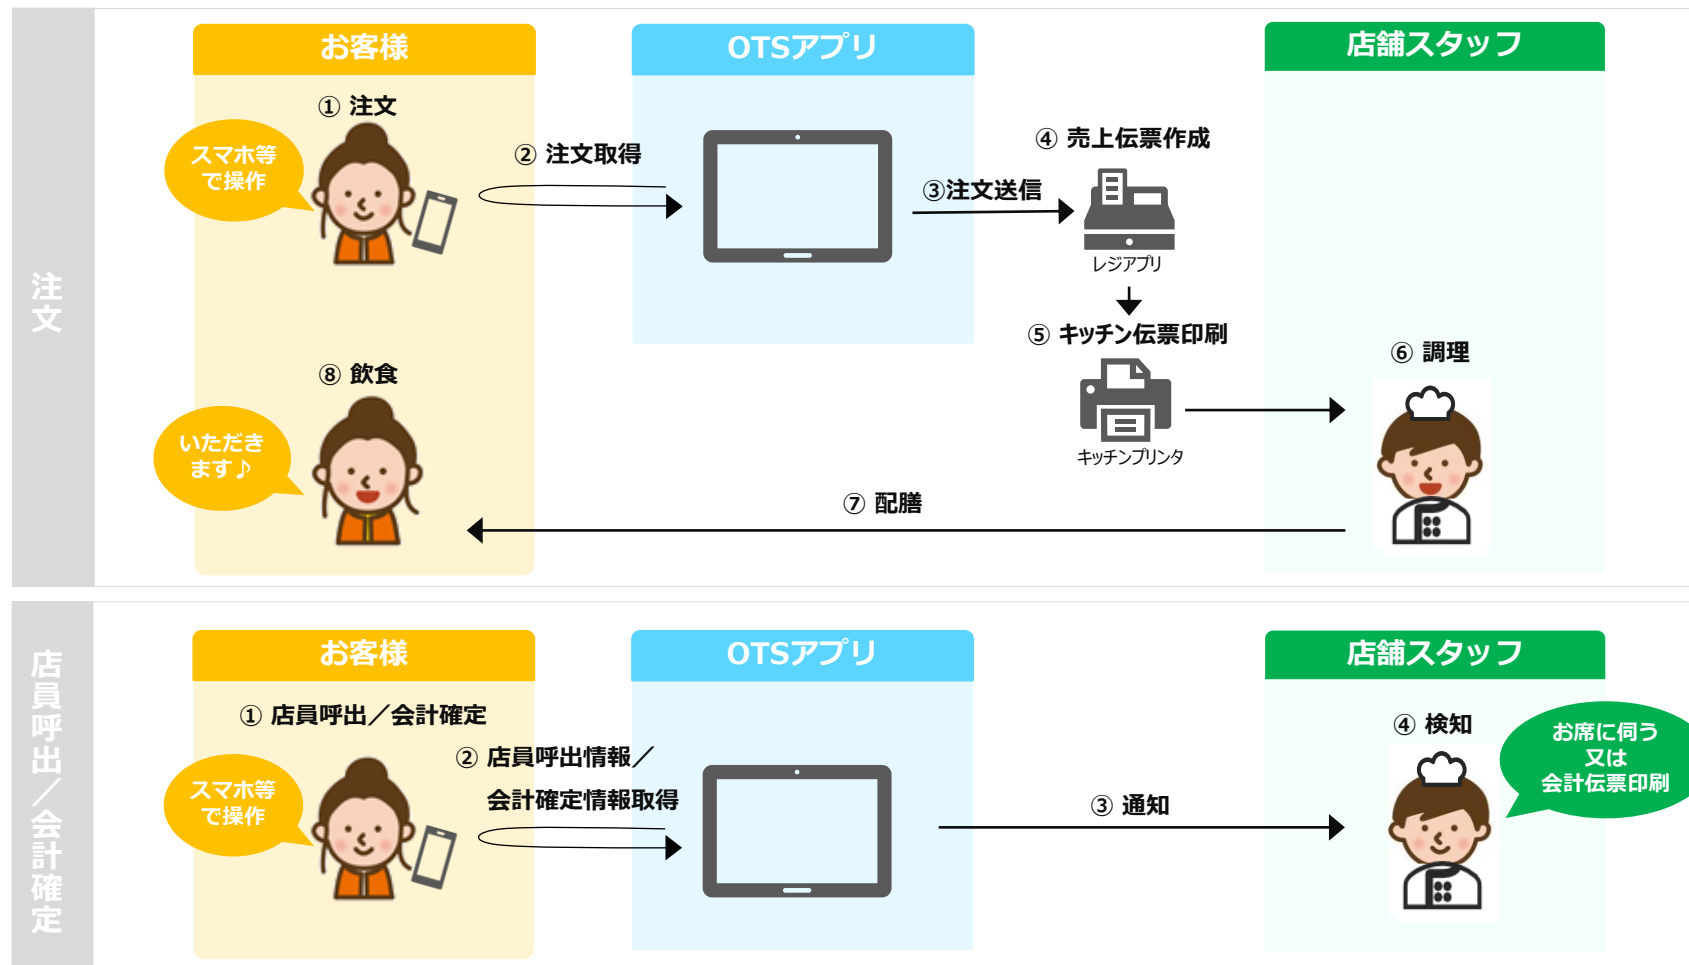 注文
お客様
OTSアプリ
店舗スタッフ
① 注文
スマホ等
で操作
② 注文取得
③注文送信
④ 売上伝票作成
レジアプリ
⑤ キッチン伝票印刷
キッチンプリンタ
⑥ 調理
⑦ 配膳
⑧ 飲食
いただき
ます♪
店員呼出／会計確定
お客様
OTSアプリ
店舗スタッフ
① 店員呼出／会計確定
スマホ等
で操作
② 店員呼出情報／
会計確定情報取得
③ 通知
④ 検知
お席に伺う
又は
会計伝票印刷